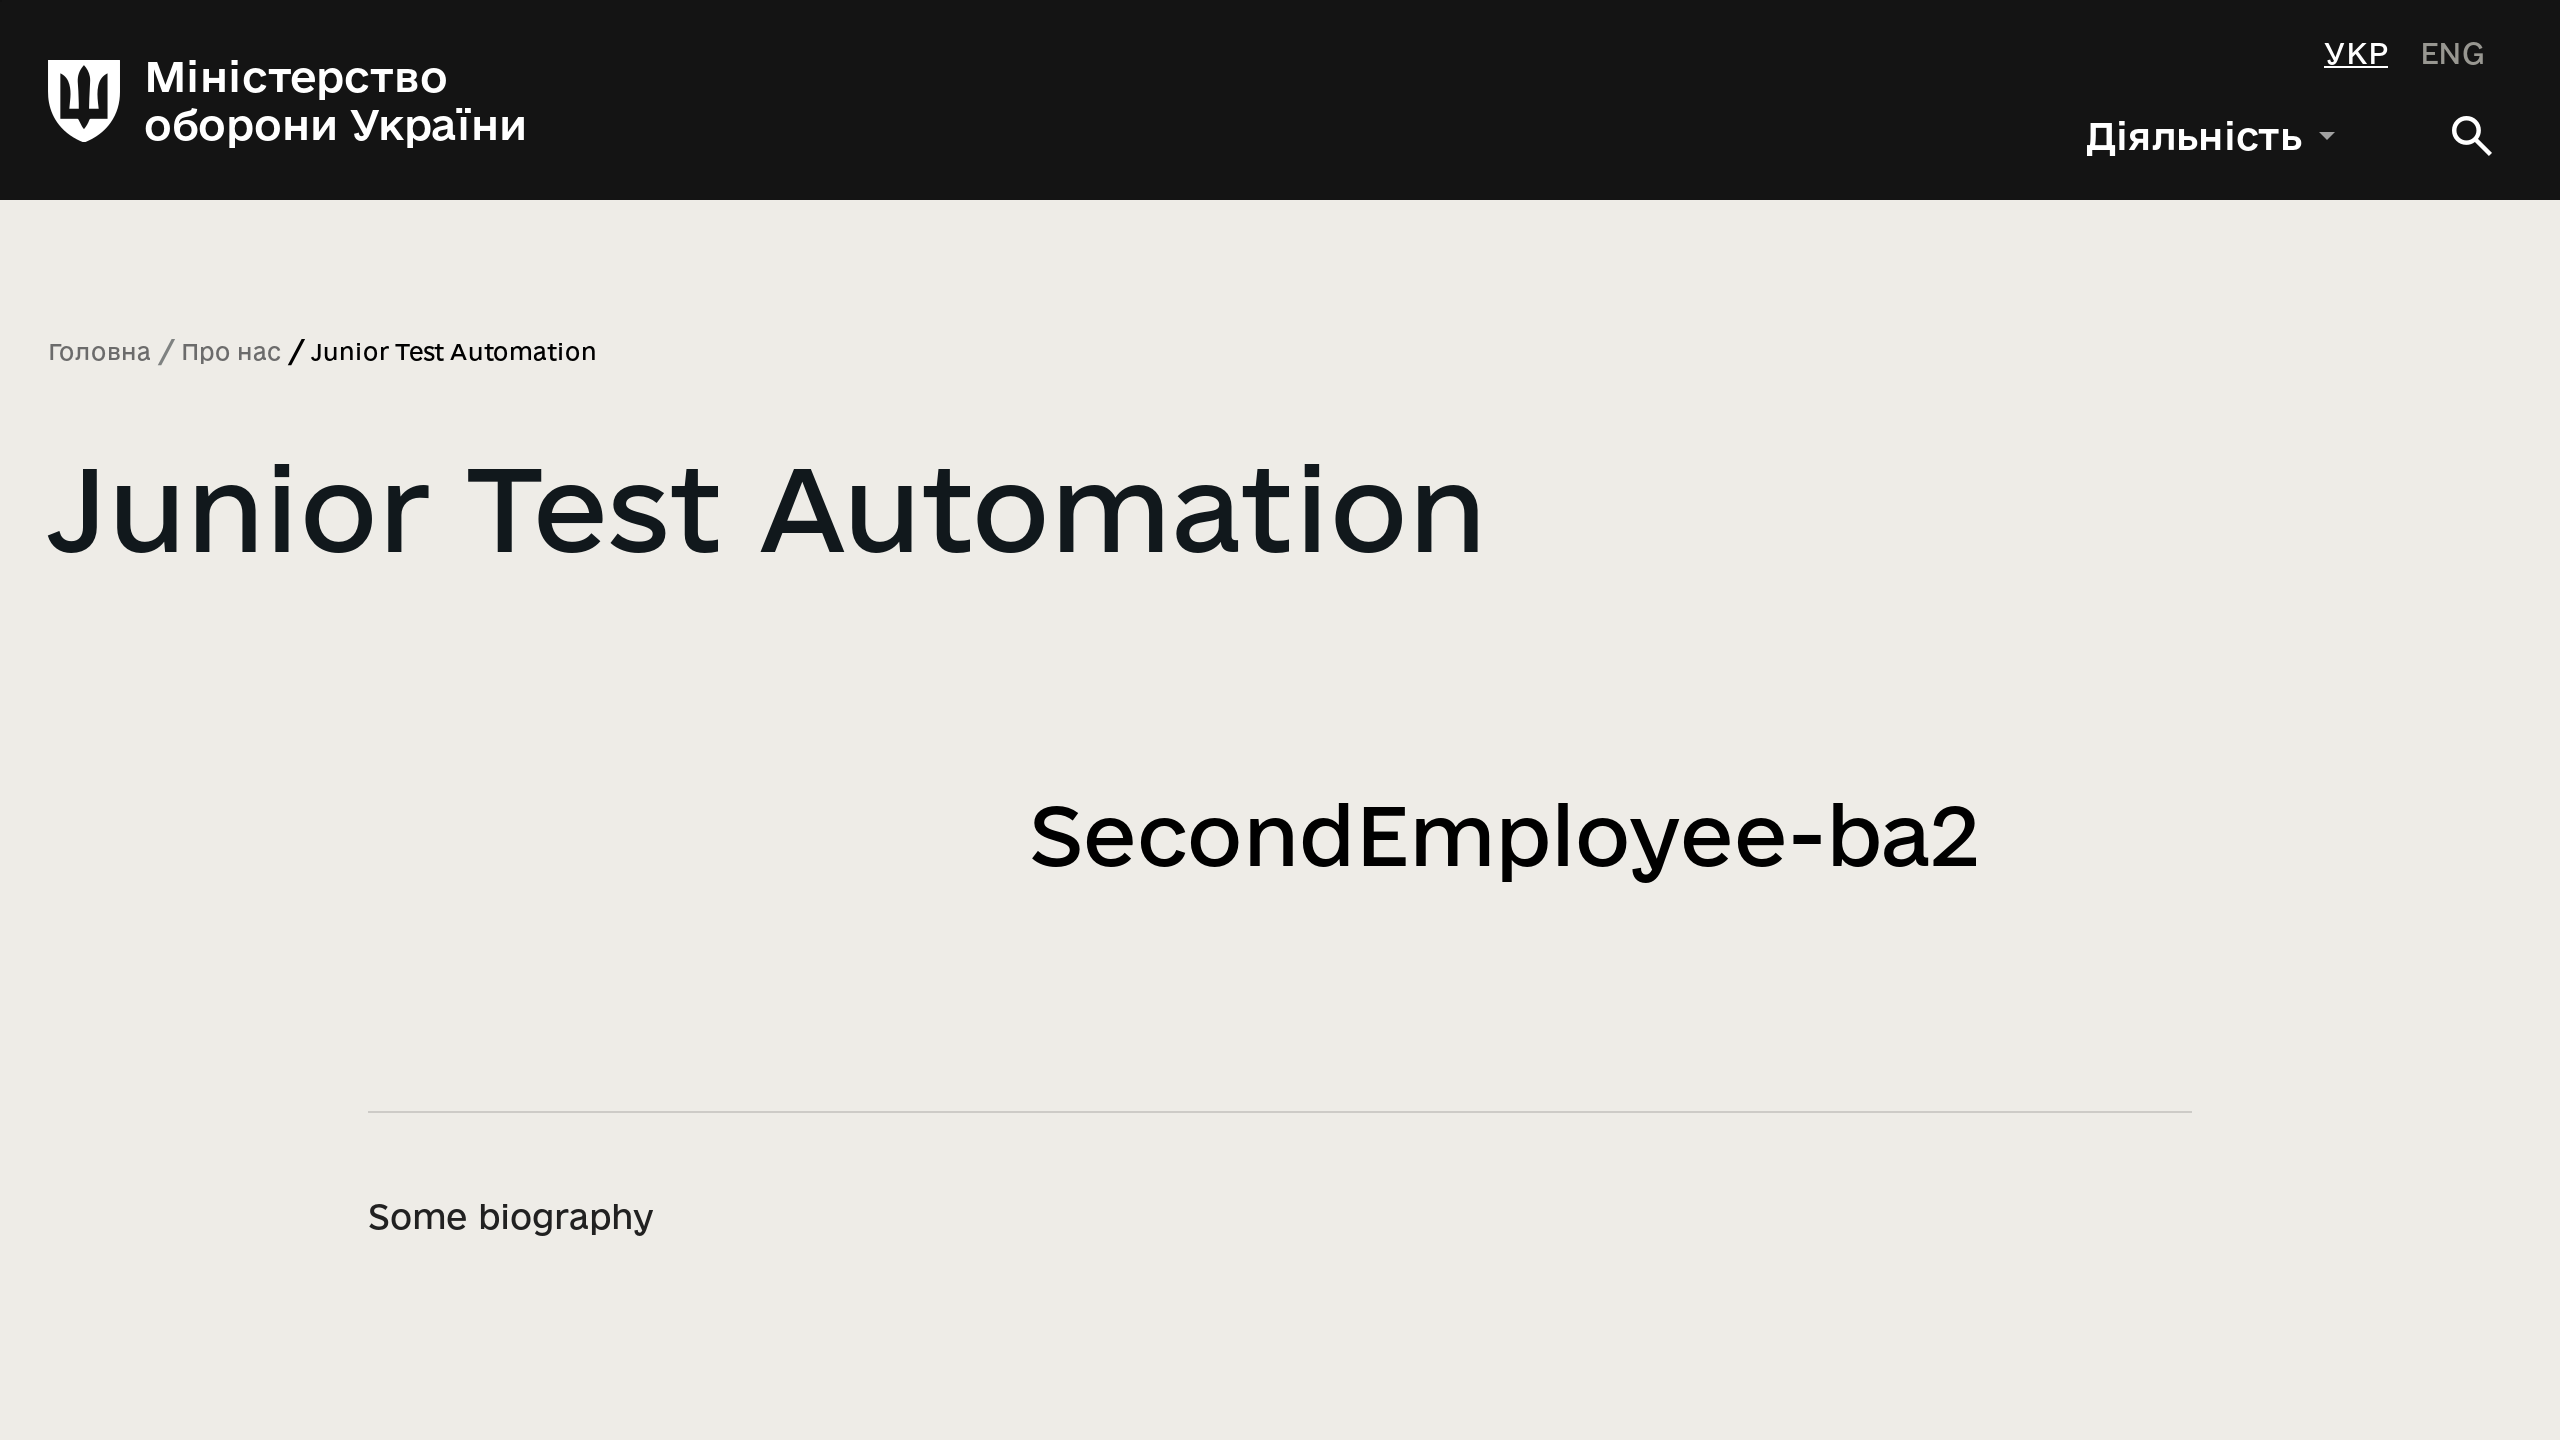 Міністерство
оборони України
УКР ENG
Діяльність
Головна / Про нас / Junior Test Automation
Junior Test Automation
SecondEmployee-ba2
Some biography